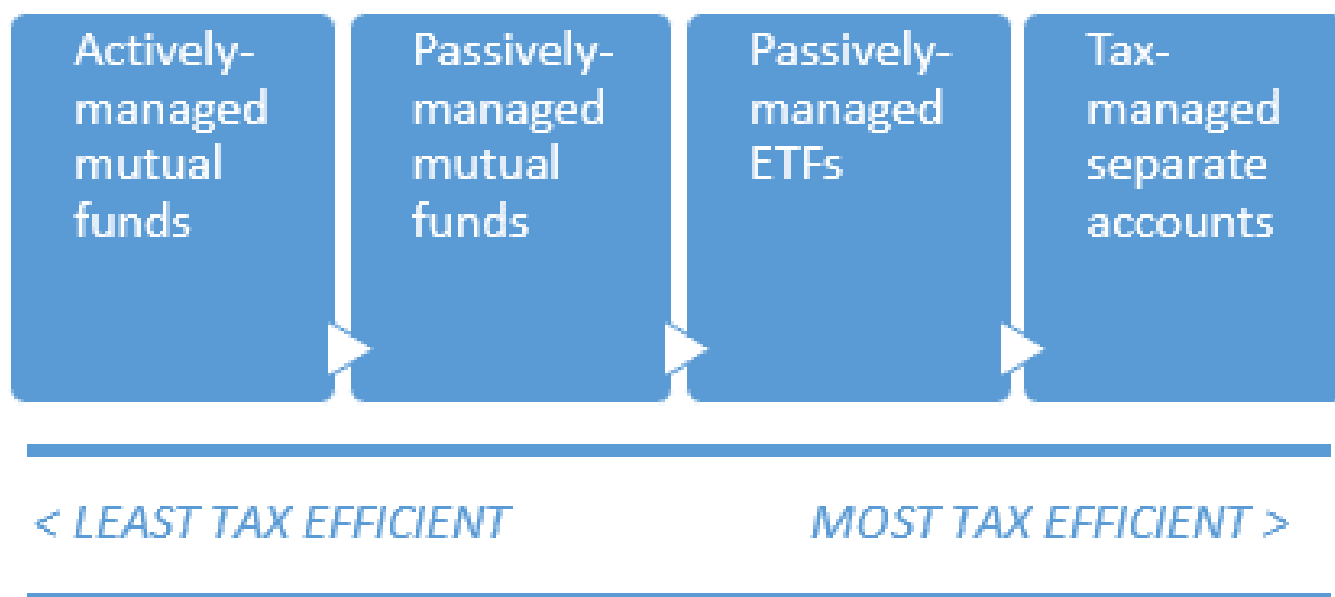 Actively-
managed
mutual
funds
Passively-
managed
mutual
funds
Passively-
managed
ETFs
Tax-
managed
separate
accounts
< LEAST TAX EFFICIENT
MOST TAX EFFICIENT >